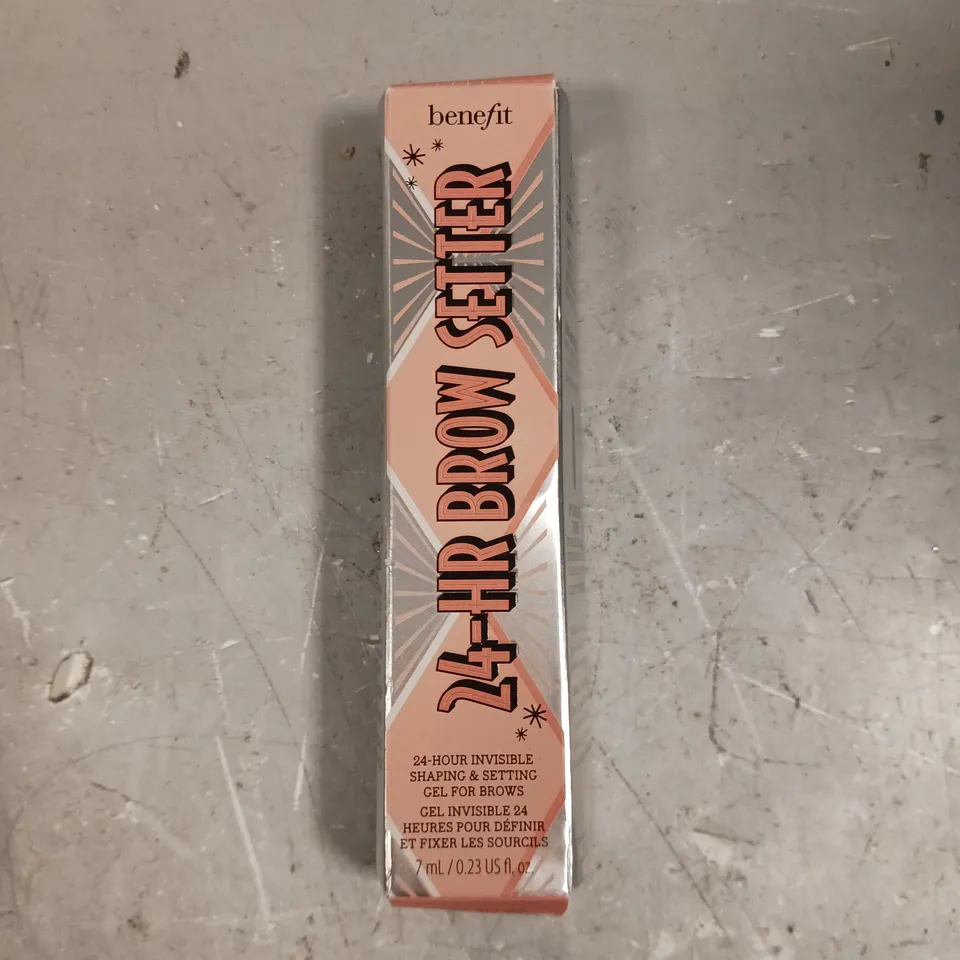 benefit
24-HR BROW SETTER
24-HOUR INVISIBLE
SHAPING & SETTING
GEL FOR BROWS
GEL INVISIBLE 24
HEURES POUR DÉFINIR
ET FIXER LES SOURCILS
7 mL / 0.23 US fl. oz.